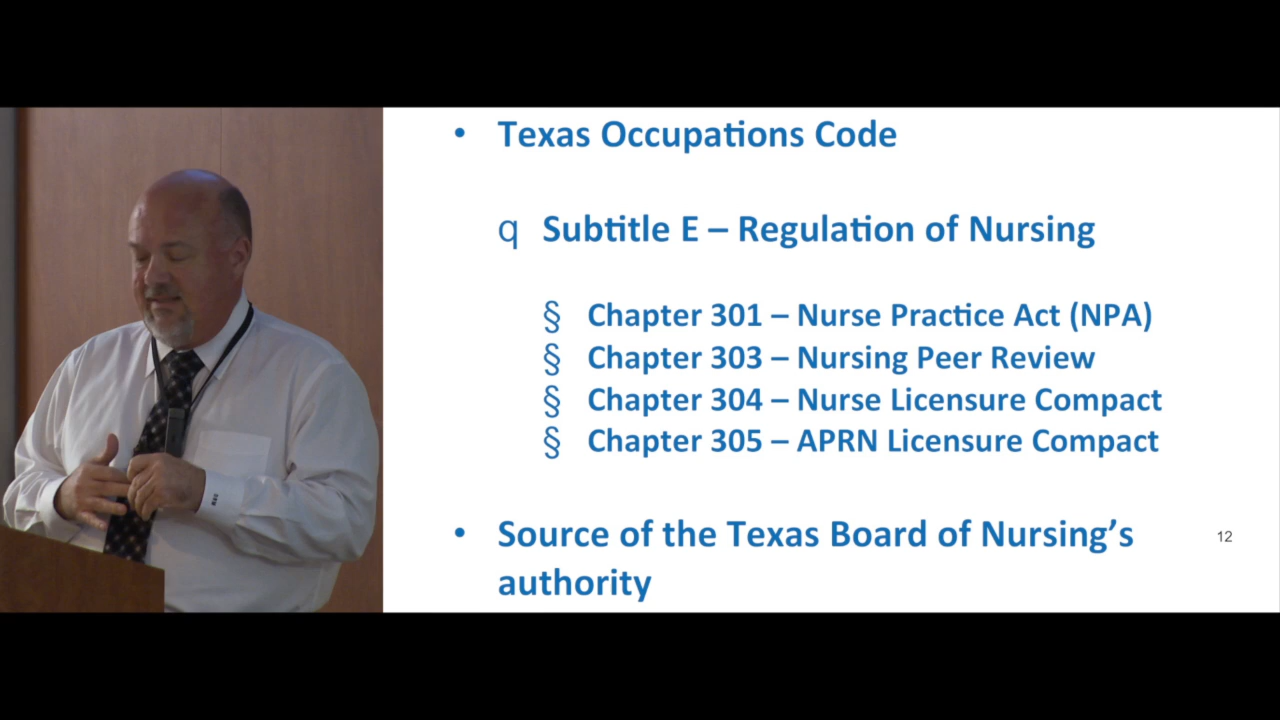 • Texas Occupations Code
q Subtitle E – Regulation of Nursing
§ Chapter 301 – Nurse Practice Act (NPA)
§ Chapter 303 – Nursing Peer Review
§ Chapter 304 – Nurse Licensure Compact
§ Chapter 305 – APRN Licensure Compact
• Source of the Texas Board of Nursing’s
authority
12